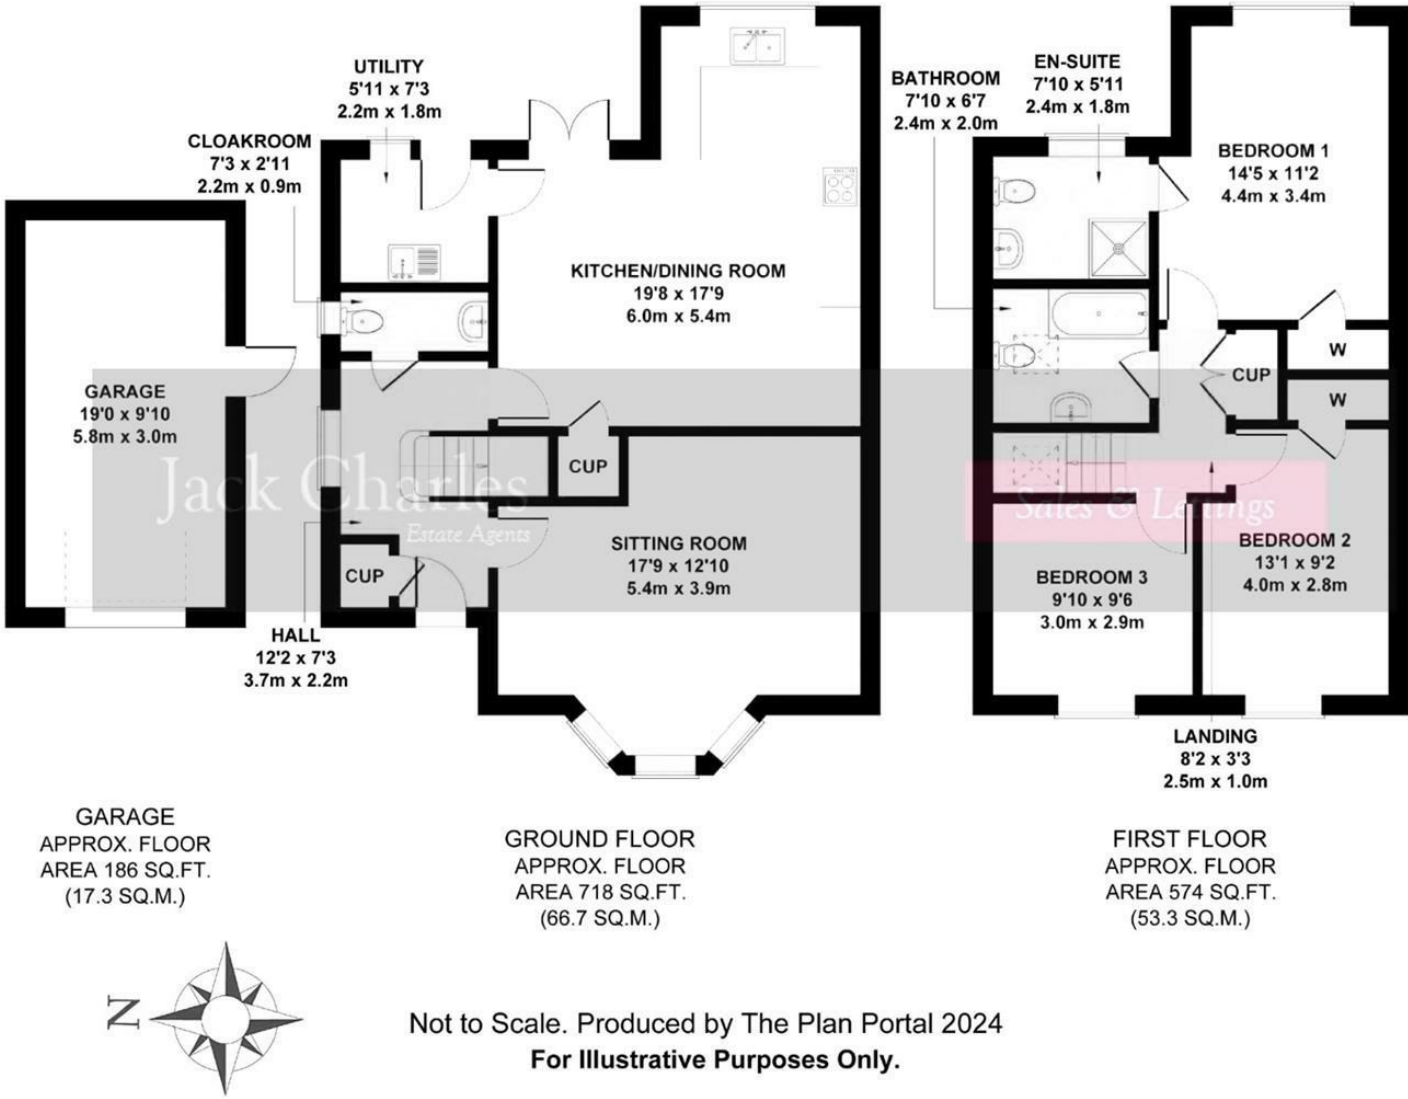 UTILITY
5'11 x 7'3
2.2m x 1.8m
CLOAKROOM
7'3 x 2'11
2.2m x 0.9m
BATHROOM
7'10 x 6'7
2.4m x 2.0m
EN-SUITE
7'10 x 5'11
2.4m x 1.8m
BEDROOM 1
14'5 x 11'2
4.4m x 3.4m
KITCHEN/DINING ROOM
19'8 x 17'9
6.0m x 5.4m
GARAGE
19'0 x 9'10
5.8m x 3.0m
W
CUP
W
CUP
Jack Charles
Estate Agents
Sales & Lettings
SITTING ROOM
17'9 x 12'10
5.4m x 3.9m
CUP
BEDROOM 2
13'1 x 9'2
4.0m x 2.8m
BEDROOM 3
9'10 x 9'6
3.0m x 2.9m
HALL
12'2 x 7'3
3.7m x 2.2m
LANDING
8'2 x 3'3
2.5m x 1.0m
GARAGE
APPROX. FLOOR
AREA 186 SQ.FT.
(17.3 SQ.M.)
GROUND FLOOR
APPROX. FLOOR
AREA 718 SQ.FT.
(66.7 SQ.M.)
FIRST FLOOR
APPROX. FLOOR
AREA 574 SQ.FT.
(53.3 SQ.M.)
N
Not to Scale. Produced by The Plan Portal 2024
For Illustrative Purposes Only.